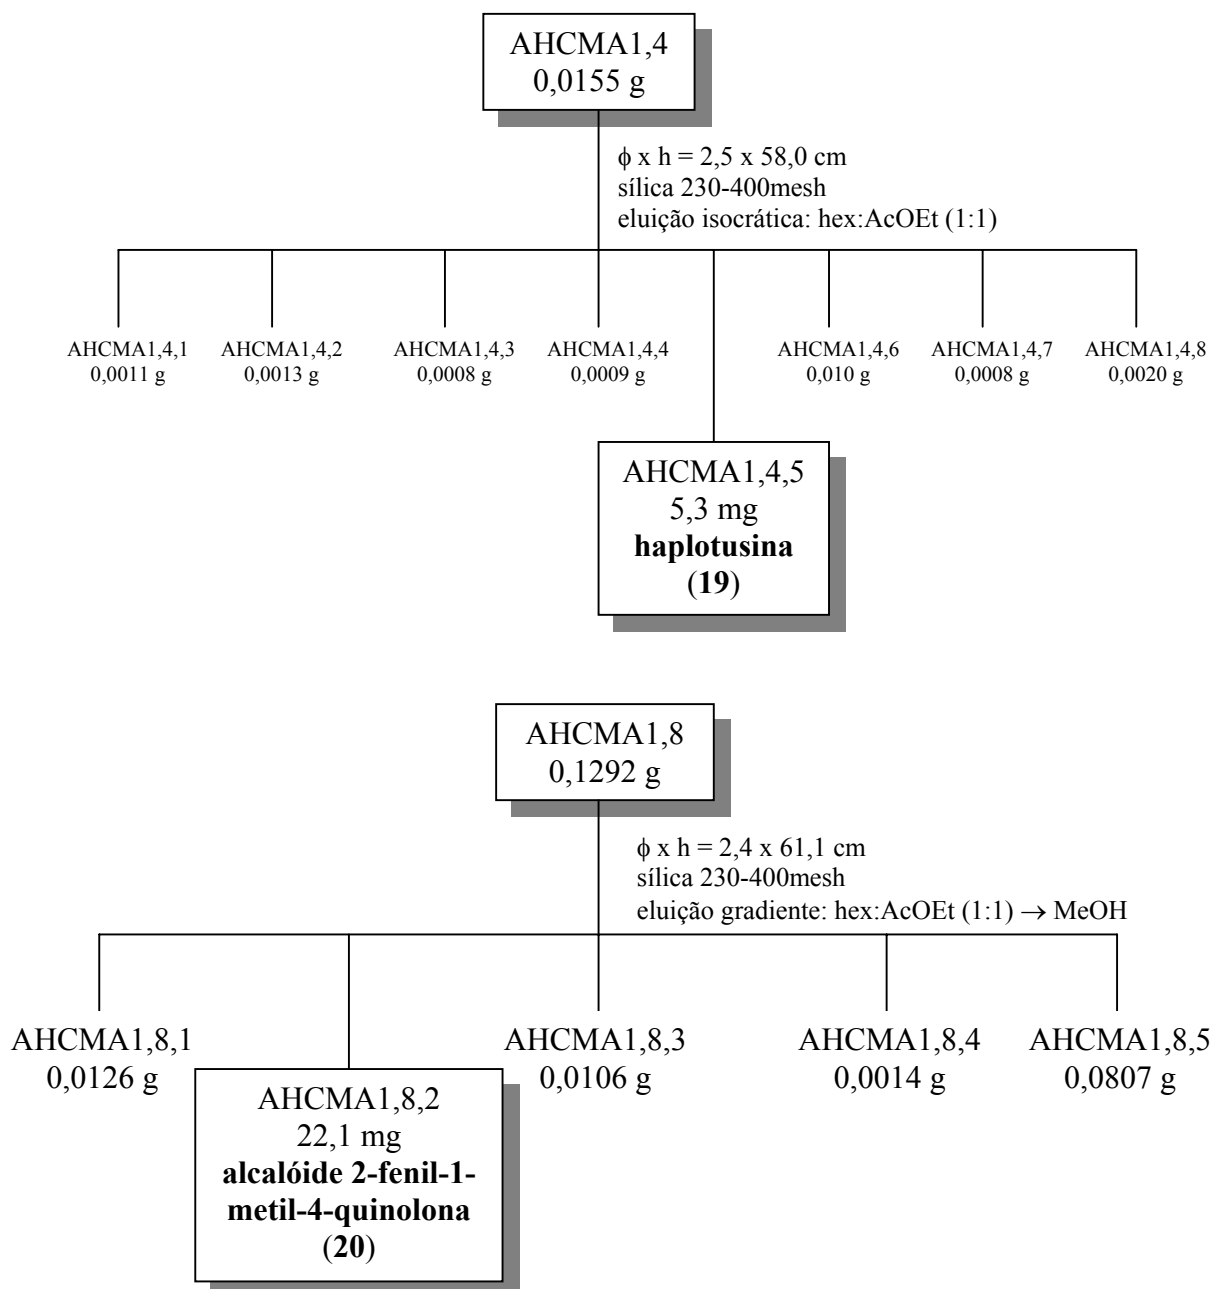 AHCMA1,4
0,0155 g
ϕ x h = 2,5 x 58,0 cm
sílica 230-400mesh
eluição isocrática: hex:AcOEt (1:1)
AHCMA1,4,1
0,0011 g
AHCMA1,4,2
0,0013 g
AHCMA1,4,3
0,0008 g
AHCMA1,4,4
0,0009 g
AHCMA1,4,6
0,010 g
AHCMA1,4,7
0,0008 g
AHCMA1,4,8
0,0020 g
AHCMA1,4,5
5,3 mg
haplotusina
(19)
AHCMA1,8
0,1292 g
ϕ x h = 2,4 x 61,1 cm
sílica 230-400mesh
eluição gradiente: hex:AcOEt (1:1) → MeOH
AHCMA1,8,1
0,0126 g
AHCMA1,8,3
0,0106 g
AHCMA1,8,4
0,0014 g
AHCMA1,8,5
0,0807 g
AHCMA1,8,2
22,1 mg
alcalóide 2-fenil-1-
metil-4-quinolona
(20)